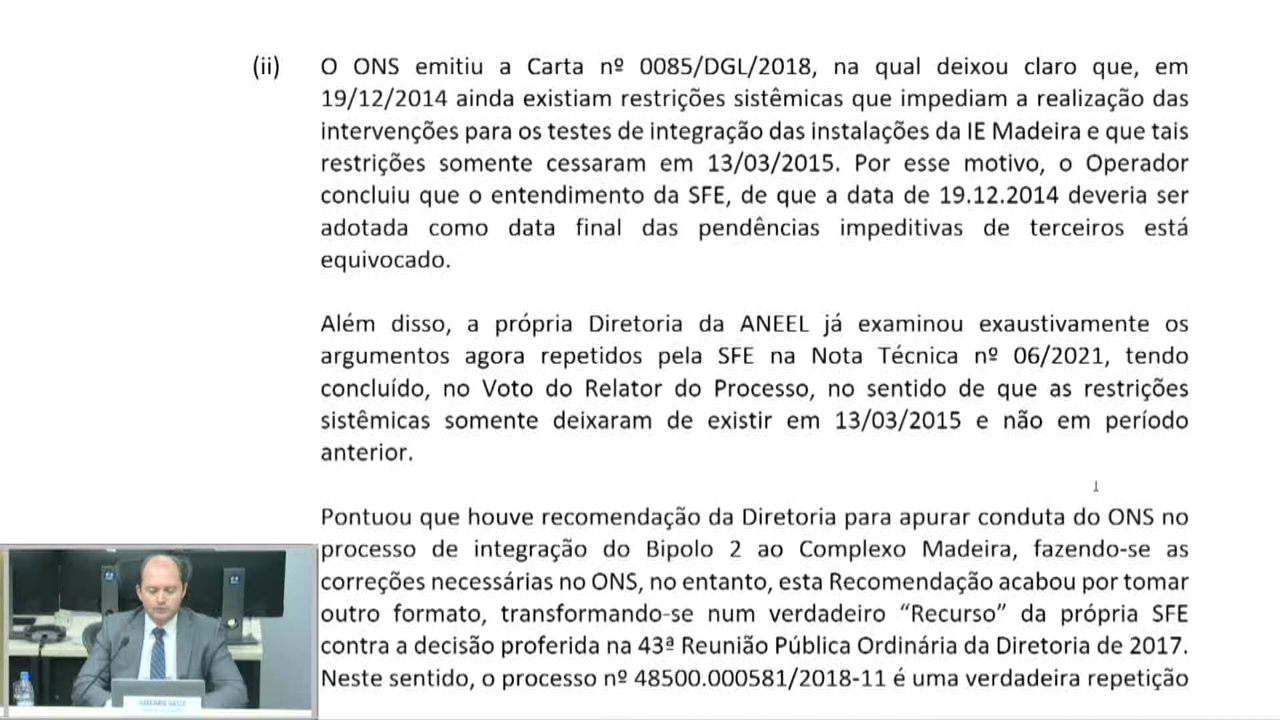 (ii) O ONS emitiu a Carta nº 0085/DGL/2018, na qual deixou claro que, em
19/12/2014 ainda existiam restrições sistêmicas que impediam a realização das
intervenções para os testes de integração das instalações da IE Madeira e que tais
restrições somente cessaram em 13/03/2015. Por esse motivo, o Operador
concluiu que o entendimento da SFE, de que a data de 19.12.2014 deveria ser
adotada como data final das pendências impeditivas de terceiros está
equivocado.
Além disso, a própria Diretoria da ANEEL já examinou exaustivamente os
argumentos agora repetidos pela SFE na Nota Técnica nº 06/2021, tendo
concluído, no Voto do Relator do Processo, no sentido de que as restrições
sistêmicas somente deixaram de existir em 13/03/2015 e não em período
anterior.
Pontuou que houve recomendação da Diretoria para apurar conduta do ONS no
processo de integração do Bipolo 2 ao Complexo Madeira, fazendo-se as
correções necessárias no ONS, no entanto, esta Recomendação acabou por tomar
outro formato, transformando-se num verdadeiro “Recurso” da própria SFE
contra a decisão proferida na 43ª Reunião Pública Ordinária da Diretoria de 2017.
Neste sentido, o processo nº 48500.000581/2018-11 é uma verdadeira repetição